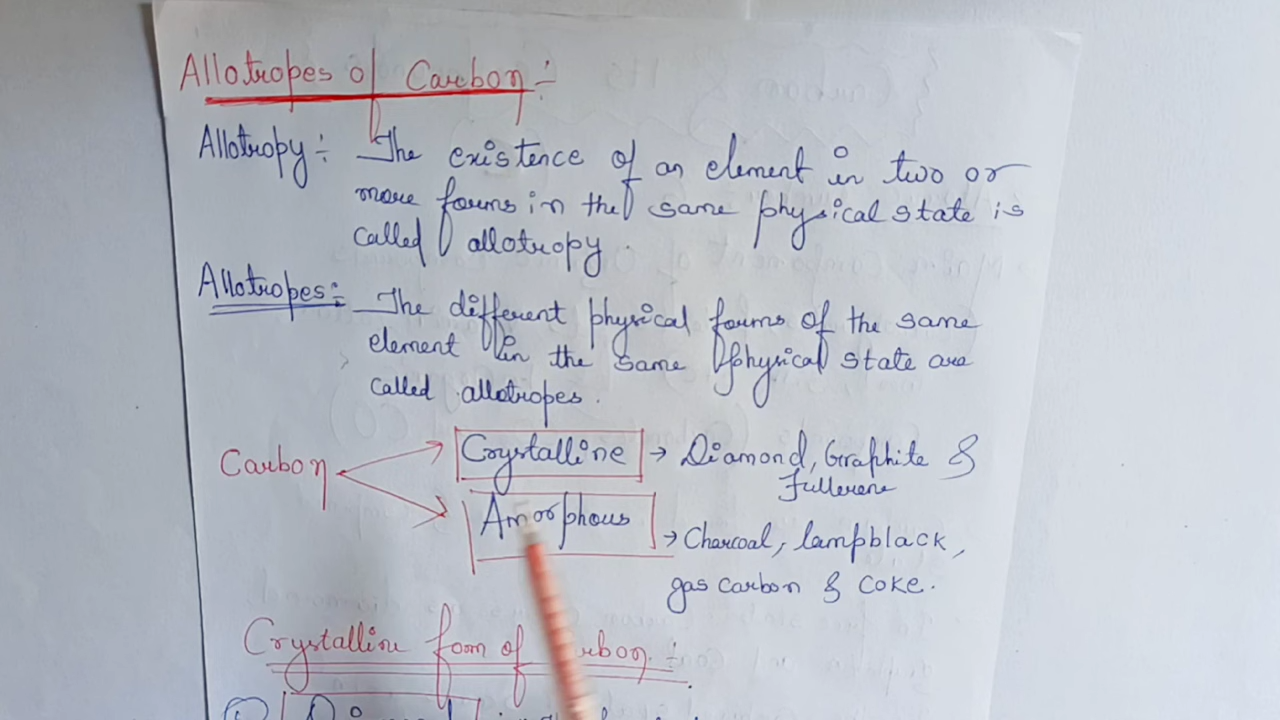 Allotropes of Carbon :-
Allotropy :- The existence of an element in two or
more forms in the same physical state is
called allotropy.
Allotropes :- The different physical forms of the same
element in the same physical state are
called allotropes.
Carbon
Crystalline → Diamond, Graphite &
Fullerene
Amorphous → Charcoal, lampblack,
gas carbon & coke.
Crystalline form of